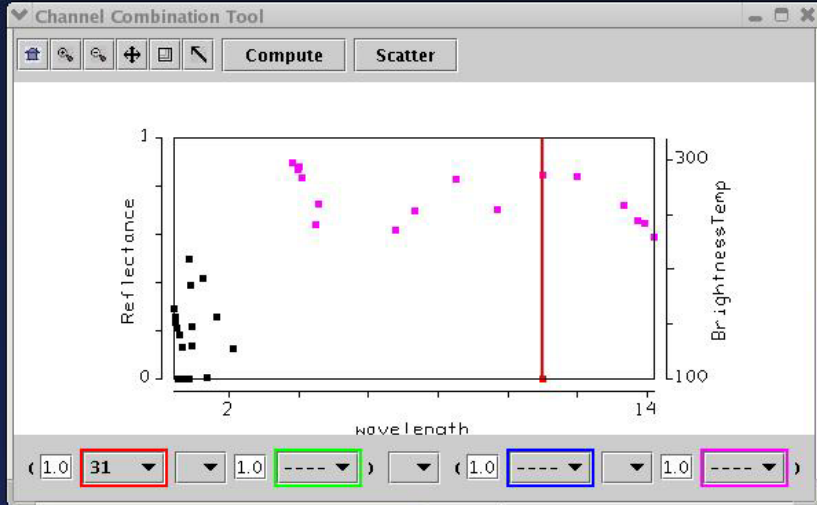 Channel Combination Tool
Compute Scatter
1
300
Reflectance
BrightnessTemp
0
100
2 14
wavelength
( 1.0 31 1.0 ---- ) ( 1.0 ---- 1.0 ---- )